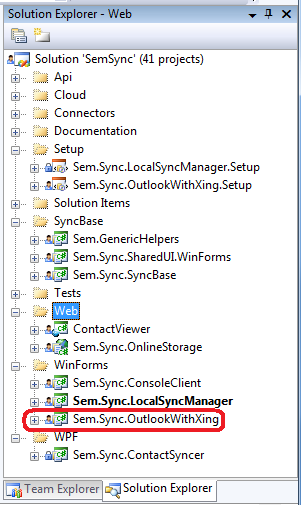 Solution Explorer - Web
Solution 'SemSync' (41 projects)
Api
Cloud
Connectors
Documentation
Setup
Sem.Sync.LocalSyncManager.Setup
Sem.Sync.OutlookWithXing.Setup
Solution Items
SyncBase
Sem.GenericHelpers
Sem.Sync.SharedUI.WinForms
Sem.Sync.SyncBase
Tests
Web
ContactViewer
Sem.Sync.OnlineStorage
WinForms
Sem.Sync.ConsoleClient
Sem.Sync.LocalSyncManager
Sem.Sync.OutlookWithXing
WPF
Sem.Sync.ContactSyncer
Team Explorer Solution Explorer